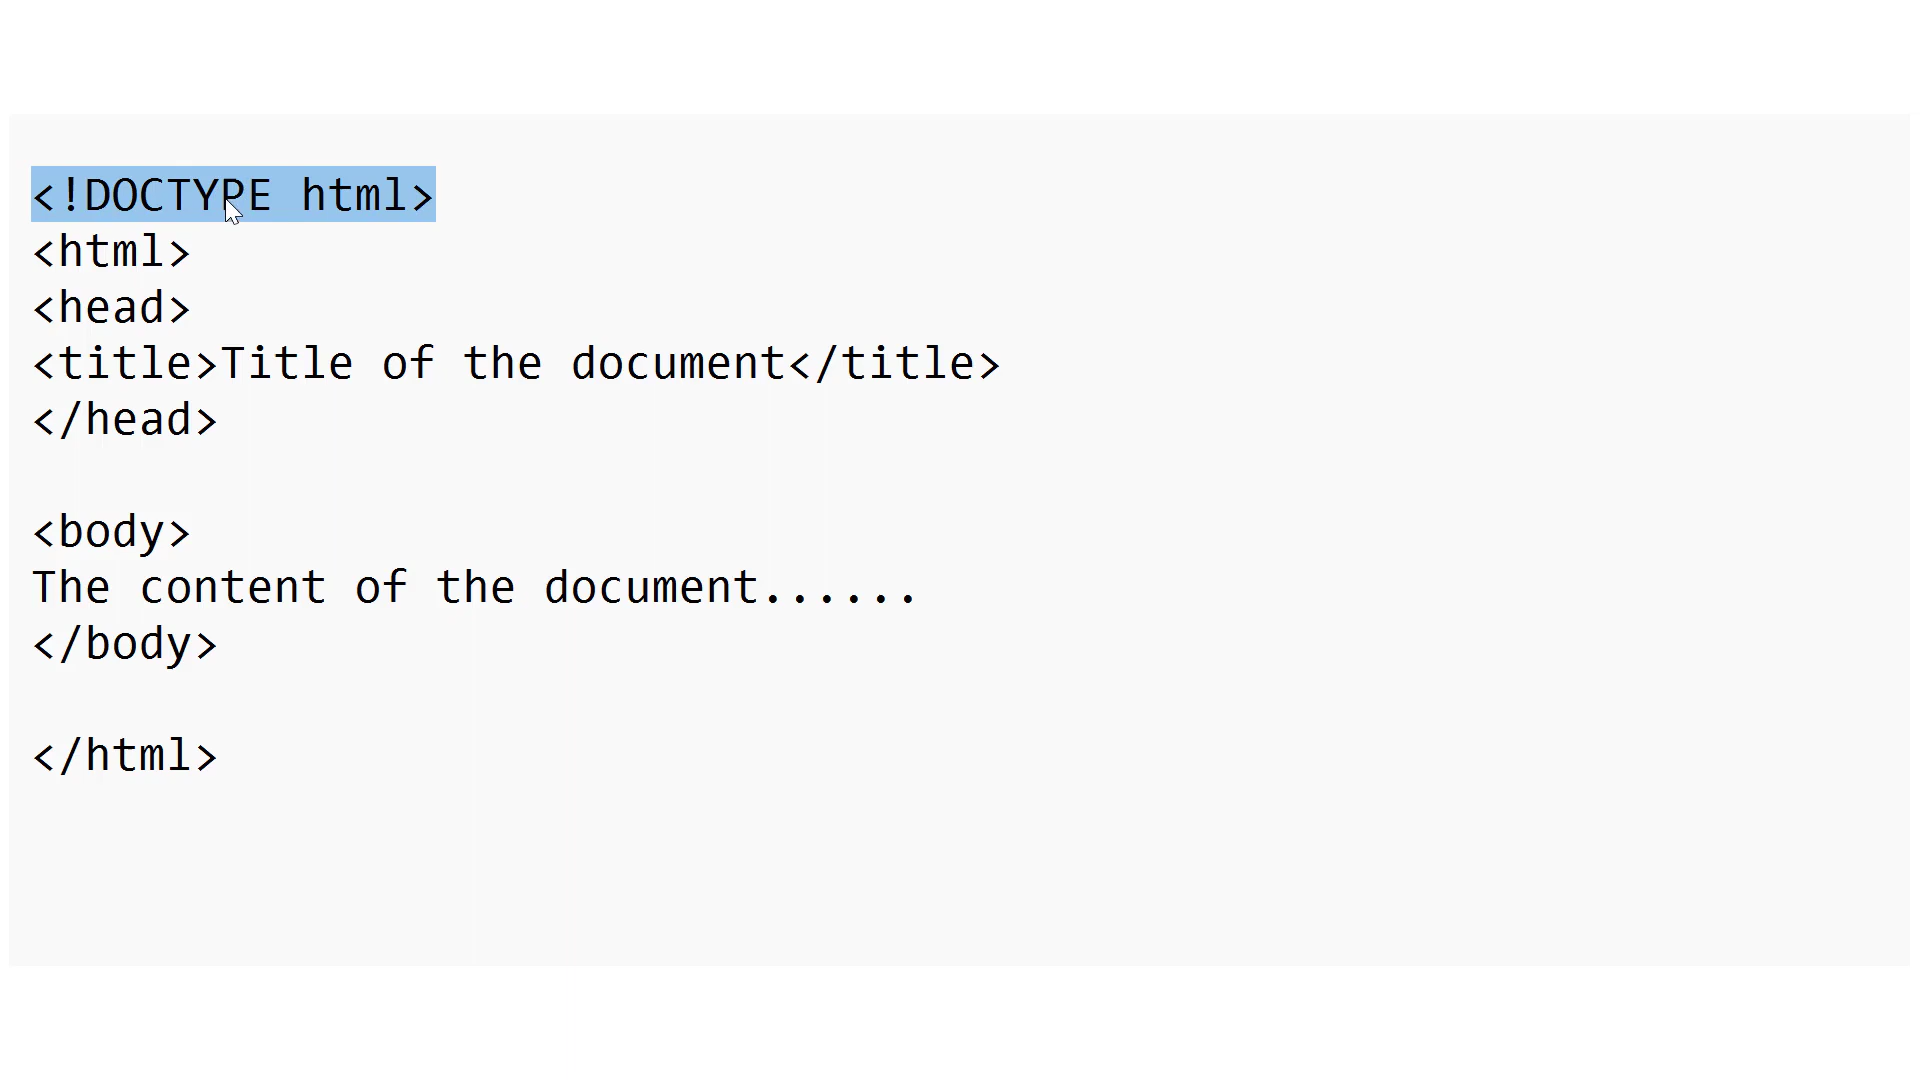 <!DOCTYPE html>
<html>
<head>
<title>Title of the document</title>
</head>
<body>
The content of the document......
</body>
</html>